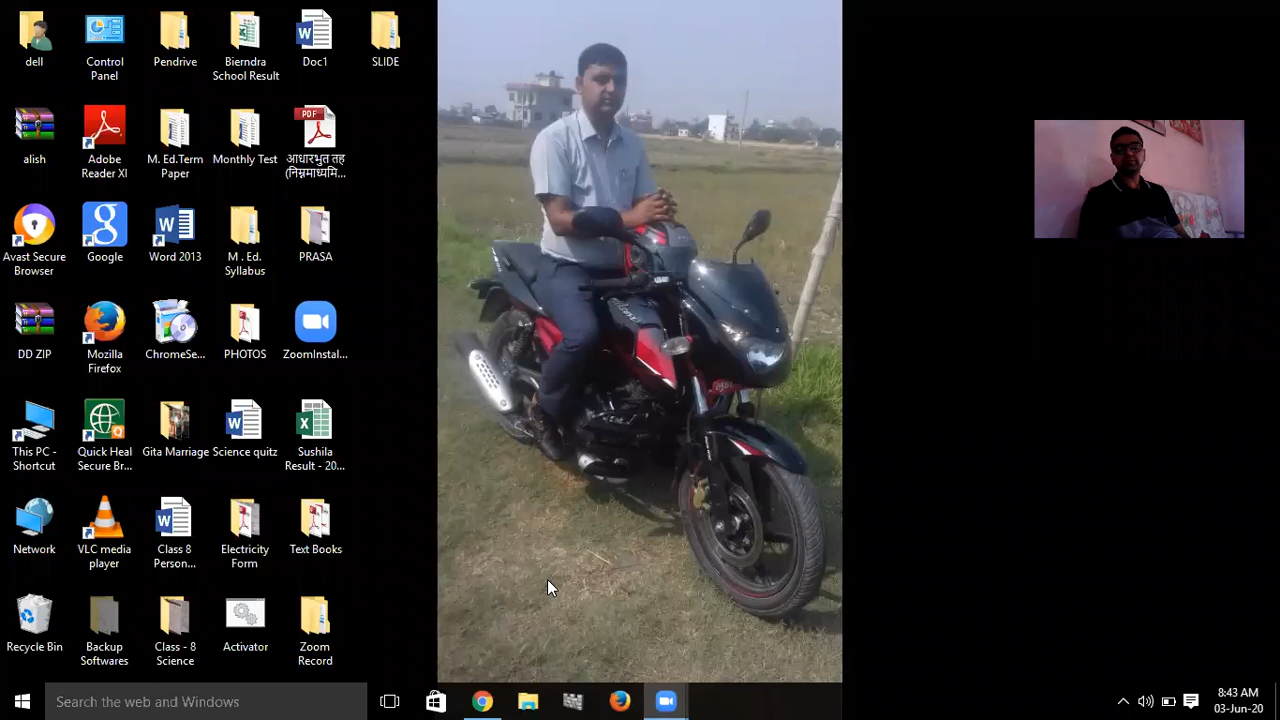 dell
Control
Panel
Pendrive
Bierndra
School Result
Doc1
SLIDE
alish
Adobe
Reader XI
M. Ed.Term
Paper
Monthly Test
PDF
आधारभुत तह
(निम्नमाध्यमि...
Avast Secure
Browser
Google
Word 2013
M . Ed.
Syllabus
PRASA
DD ZIP
Mozilla
Firefox
ChromeSe...
PHOTOS
ZoomInstal...
This PC -
Shortcut
Quick Heal
Secure Br...
Gita Marriage
Science quitz
Sushila
Result - 20...
Network
VLC media
player
Class 8
Person...
Electricity
Form
Text Books
Recycle Bin
Backup
Softwares
Class - 8
Science
Activator
Zoom
Record
Search the web and Windows
8:43 AM
03-Jun-20